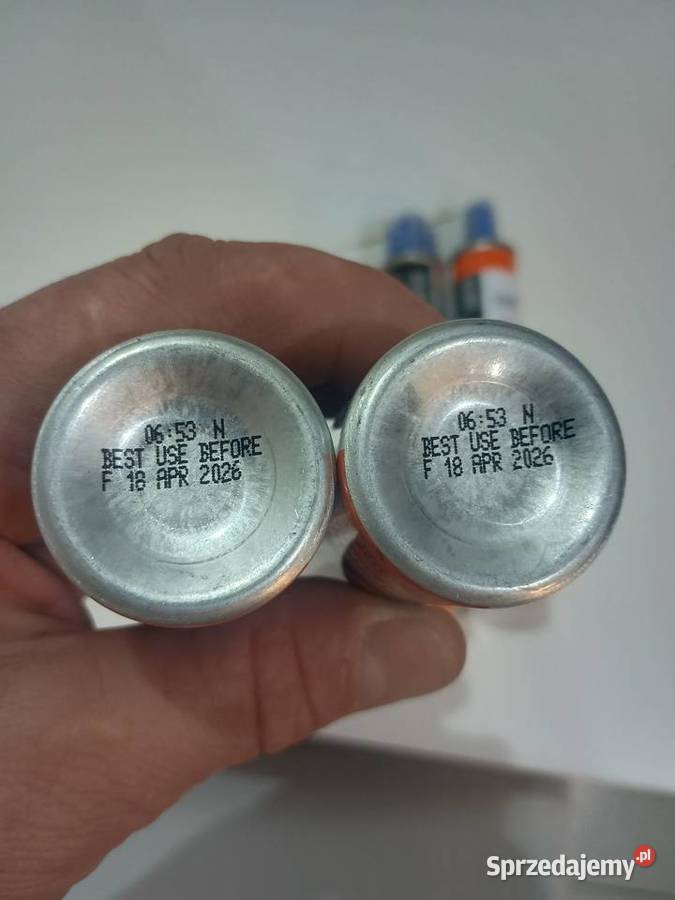 06:53 N
BEST USE BEFORE
F 18 APR 2026
06:53 N
BEST USE BEFORE
F 18 APR 2026
Sprzedajemy.pl